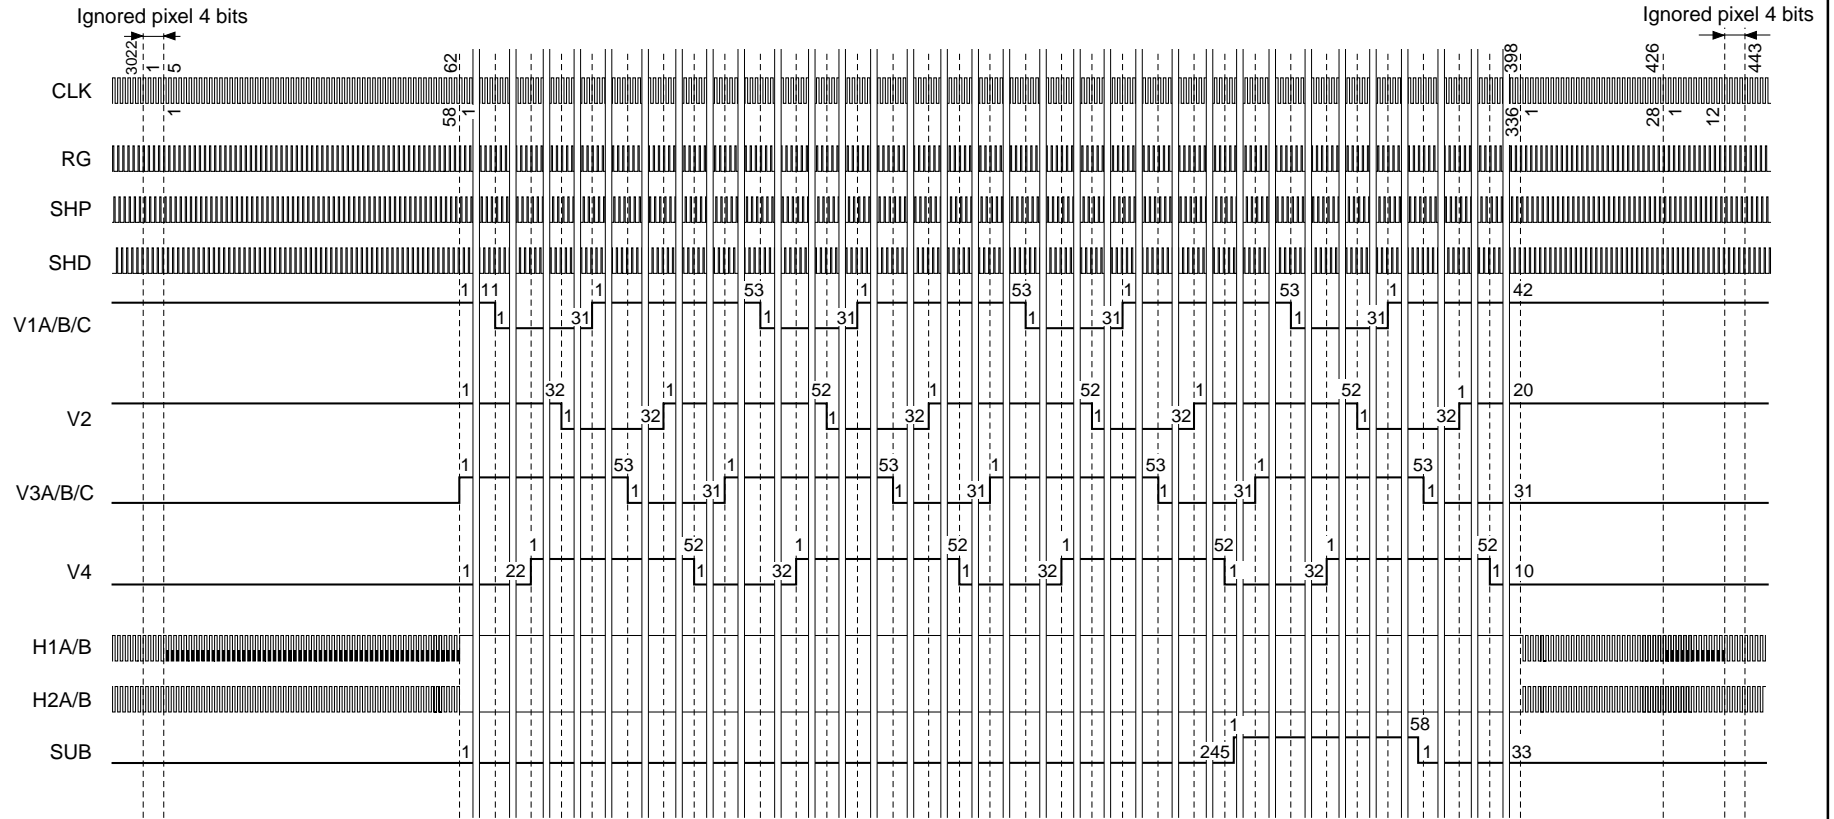 Ignored pixel 4 bits Ignored pixel 4 bits
3022 1 5 62 398 426 443
CLK
1 58 1 336 1 28 1 12
RG
SHP
SHD
1 11 1 53 1 53 1 53 1 42
V1A/B/C 1 31 1 31 1 31 1 31
1 32 1 52 1 52 1 52 1 20
V2 1 32 1 32 1 32 1 32
1 53 1 53 1 53 1 53
V3A/B/C 1 31 1 31 1 31 1 31
1 52 1 52 1 52 1 52
V4 1 22 1 32 1 32 1 32 1 10
H1A/B
H2A/B
1 58
SUB 1 245 1 33